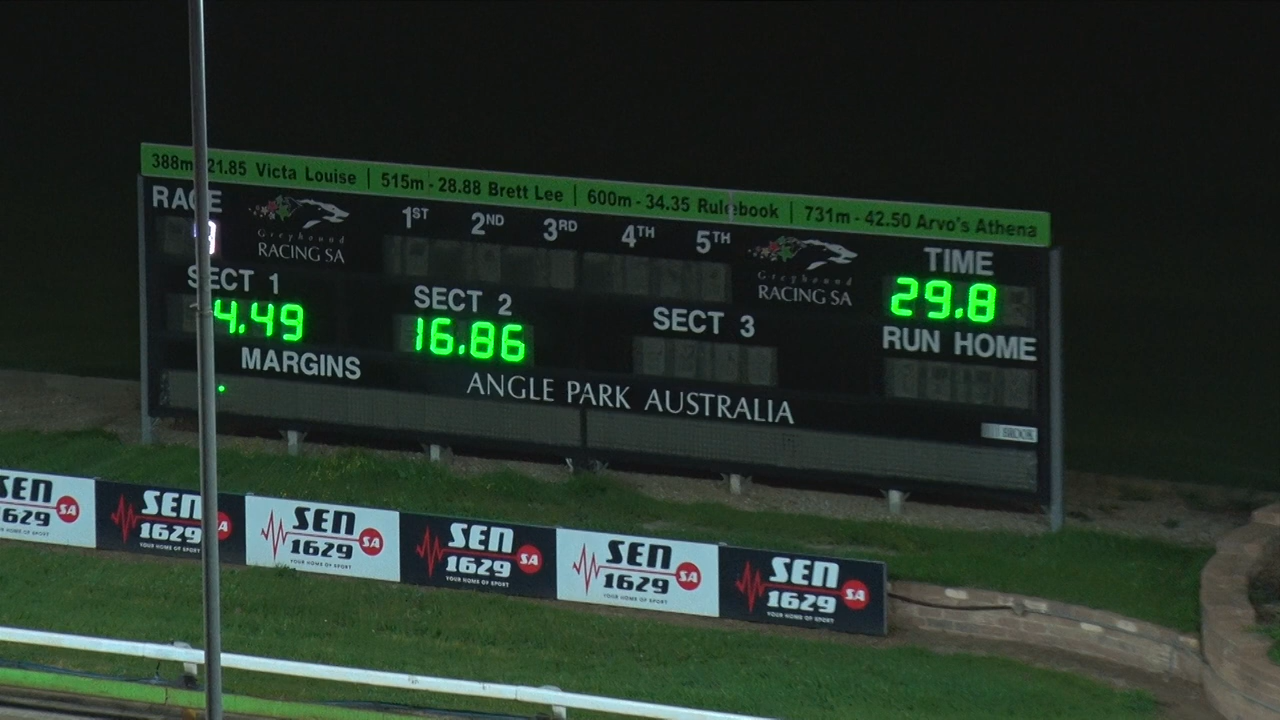 388m 21.85 Victa Louise | 515m - 28.88 Brett Lee | 600m - 34.35 Rulebook | 731m - 42.50 Arvo's Athena
RACE
Greyhound
RACING SA
1ST 2ND 3RD 4TH 5TH
Greyhound
RACING SA
TIME
29.8
SECT 1
4.49
SECT 2
16.86
SECT 3
RUN HOME
MARGINS
ANGLE PARK AUSTRALIA
SEN
1629 SA
YOUR HOME OF SPORT
SEN
1629
YOUR HOME OF SPORT
SEN
1629 SA
YOUR HOME OF SPORT
SEN
1629 SA
YOUR HOME OF SPORT
SEN
1629 SA
YOUR HOME OF SPORT
SEN
1629 SA
YOUR HOME OF SPORT